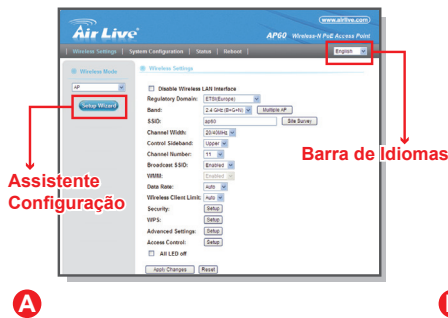 Air Live®
www.airlive.com
AP60 Wireless-N PoE Access Point
Wireless Settings | System Configuration | Status | Reboot |
English
Wireless Mode
AP
Setup Wizard
Wireless Settings
Disable Wireless LAN Interface
Regulatory Domain: ETSI(Europe)
Band: 2.4 GHz (B+G+N) Multiple AP
SSID: ap60 Site Survey
Channel Width: 20/40MHz
Control Sideband: Upper
Channel Number: 11
Broadcast SSID: Enabled
WMM: Enabled
Data Rate: Auto
Wireless Client Limit: Auto
Security: Setup
WPS: Setup
Advanced Settings: Setup
Access Control: Setup
All LED off
Apply Changes Reset
Barra de Idiomas
Assistente
Configuração
A